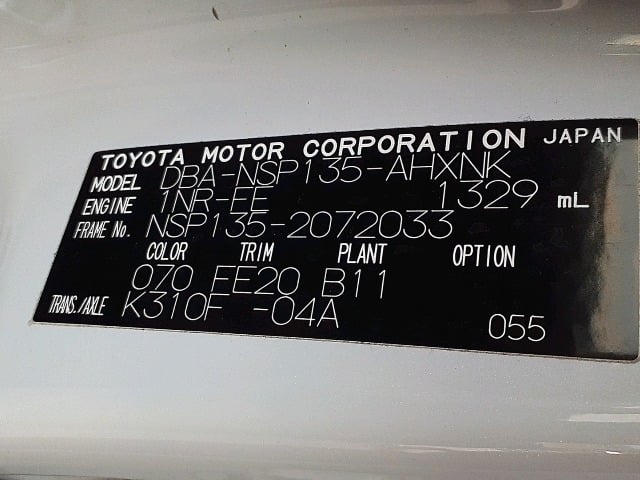 TOYOTA MOTOR CORPORATION JAPAN
MODEL DBA-NSP135-AHXNK
ENGINE 1NR-FE 1329 mL
FRAME No. NSP135-2072033
COLOR TRIM PLANT OPTION
070 FE20 B11
TRANS./AXLE K310F -04A
055